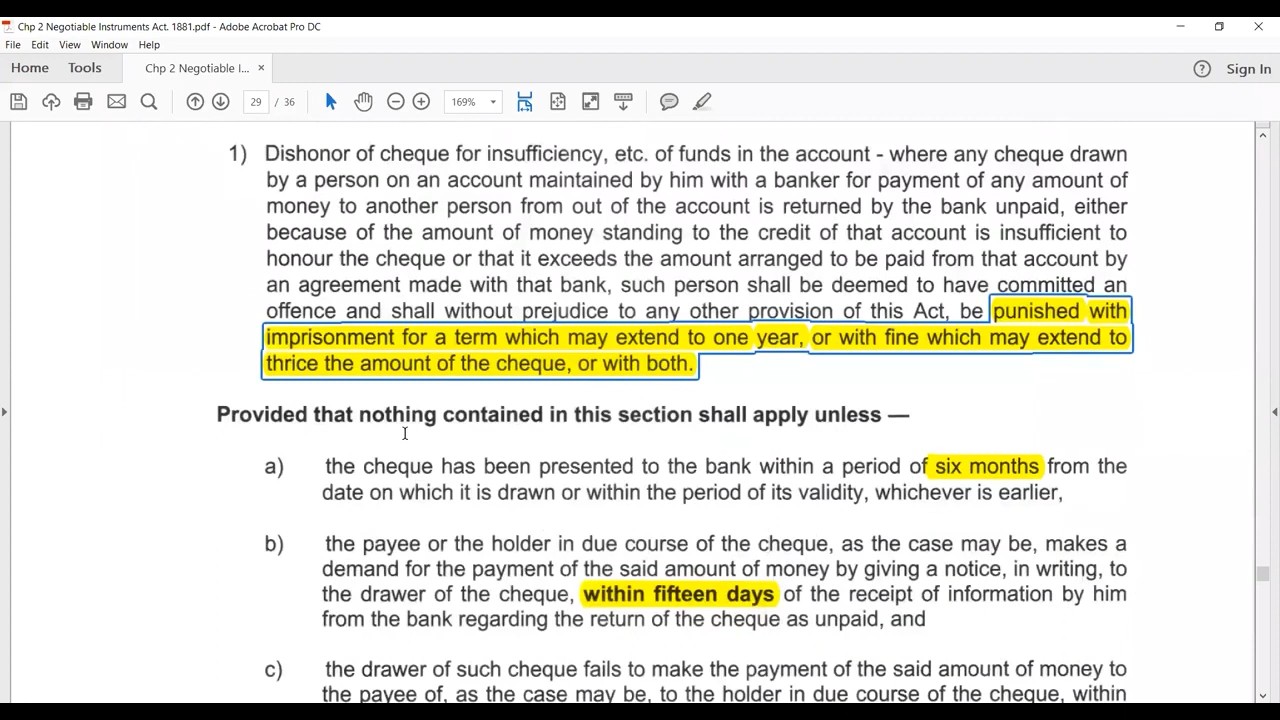 Chp 2 Negotiable Instruments Act. 1881.pdf - Adobe Acrobat Pro DC
File Edit View Window Help
Home Tools Chp 2 Negotiable I... × Sign In
29 / 36 169%
1) Dishonor of cheque for insufficiency, etc. of funds in the account - where any cheque drawn
by a person on an account maintained by him with a banker for payment of any amount of
money to another person from out of the account is returned by the bank unpaid, either
because of the amount of money standing to the credit of that account is insufficient to
honour the cheque or that it exceeds the amount arranged to be paid from that account by
an agreement made with that bank, such person shall be deemed to have committed an
offence and shall without prejudice to any other provision of this Act, be punished with
imprisonment for a term which may extend to one year, or with fine which may extend to
thrice the amount of the cheque, or with both.
Provided that nothing contained in this section shall apply unless —
a) the cheque has been presented to the bank within a period of six months from the
date on which it is drawn or within the period of its validity, whichever is earlier,
b) the payee or the holder in due course of the cheque, as the case may be, makes a
demand for the payment of the said amount of money by giving a notice, in writing, to
the drawer of the cheque, within fifteen days of the receipt of information by him
from the bank regarding the return of the cheque as unpaid, and
c) the drawer of such cheque fails to make the payment of the said amount of money to
the payee of, as the case may be, to the holder in due course of the cheque, within